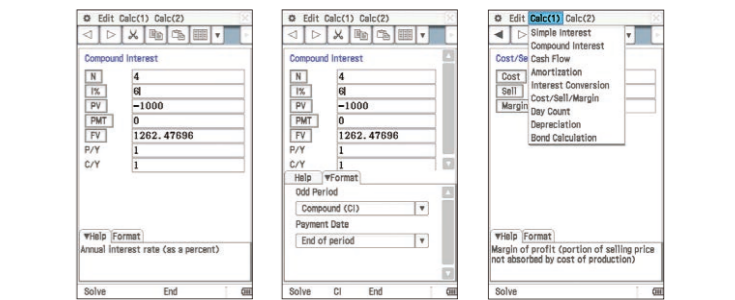 Edit Calc(1) Calc(2)
Compound Interest
N 4
I% 6
PV -1000
PMT 0
FV 1262.47696
P/Y 1
C/Y 1
▼Help Format
Annual interest rate (as a percent)
Solve End
Edit Calc(1) Calc(2)
Compound Interest
N 4
I% 6
PV -1000
PMT 0
FV 1262.47696
P/Y 1
C/Y 1
Help ▼Format
Odd Period
Compound (CI) ▼
Payment Date
End of period ▼
Solve CI End
Edit Calc(1) Calc(2)
Simple Interest
Compound Interest
Cash Flow
Amortization
Interest Conversion
Cost/Sell/Margin
Day Count
Depreciation
Bond Calculation
Cost/Se
Cost
Sell
Margin
▼Help Format
Margin of profit (portion of selling price
not absorbed by cost of production)
Solve